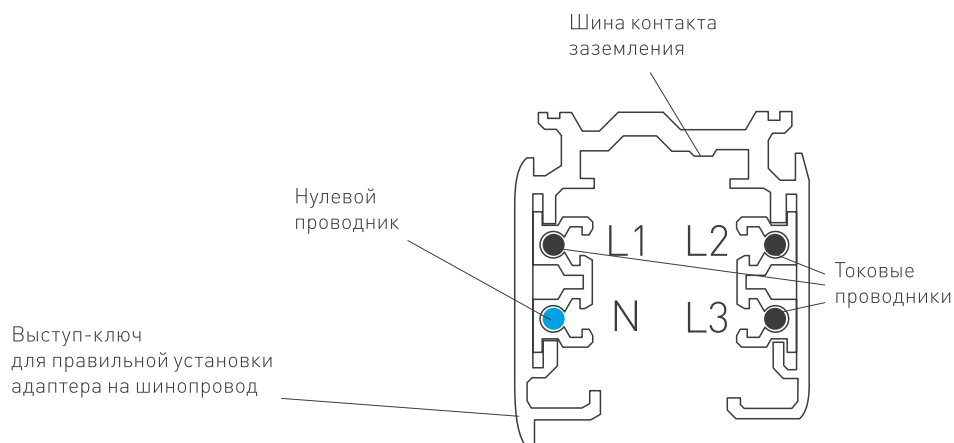 Шина контакта
заземления
Нулевой
проводник
L1 L2
Токовые
проводники
N L3
Выступ-ключ
для правильной установки
адаптера на шинопровод